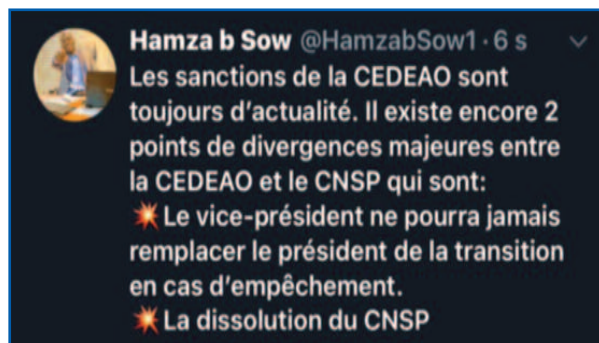 Hamza b Sow @HamzabSow1 · 6 s
Les sanctions de la CEDEAO sont
toujours d'actualité. Il existe encore 2
points de divergences majeures entre
la CEDEAO et le CNSP qui sont:
💥Le vice-président ne pourra jamais
remplacer le président de la transition
en cas d'empêchement.
💥La dissolution du CNSP